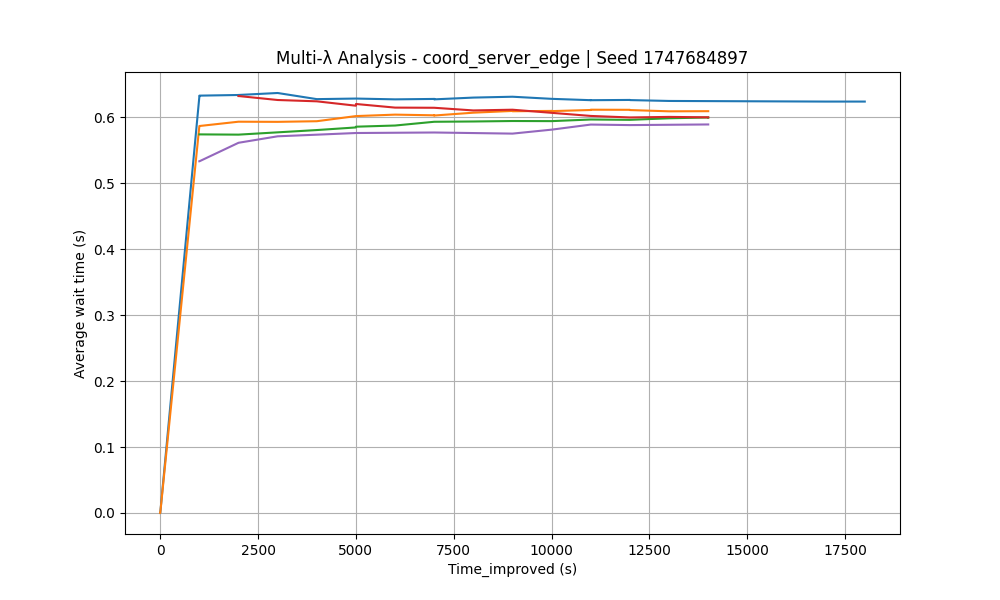 Multi-λ Analysis - coord_server_edge | Seed 1747684897
Average wait time (s)
0.6
0.5
0.4
0.3
0.2
0.1
0.0
0 2500 5000 7500 10000 12500 15000 17500
Time_improved (s)